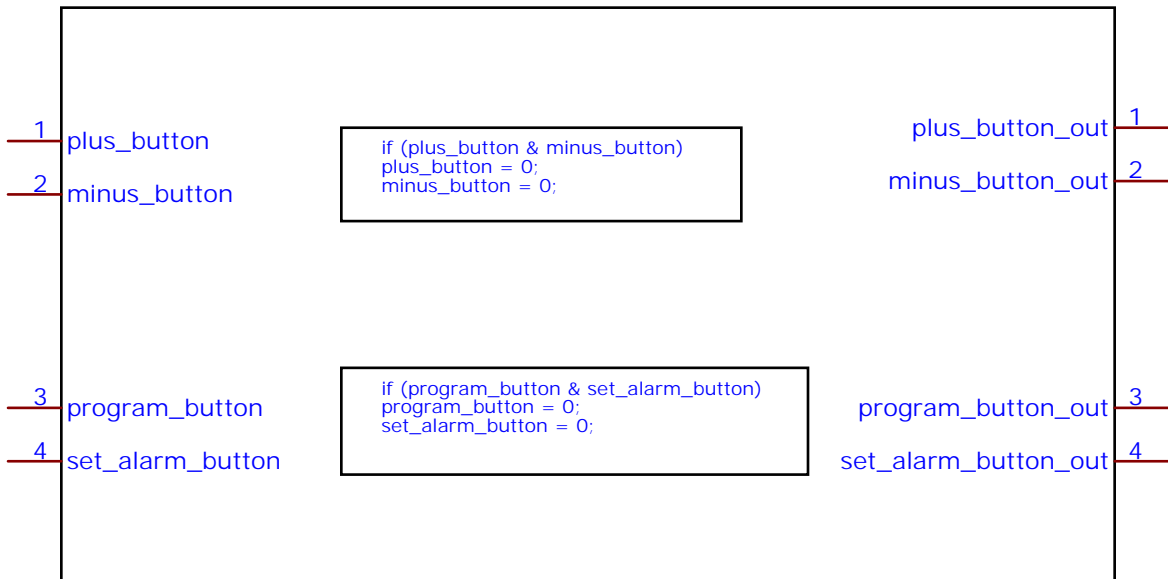 1
plus_button
2
minus_button
if (plus_button & minus_button)
plus_button = 0;
minus_button = 0;
plus_button_out
1
minus_button_out
2
3
program_button
4
set_alarm_button
if (program_button & set_alarm_button)
program_button = 0;
set_alarm_button = 0;
program_button_out
3
set_alarm_button_out
4